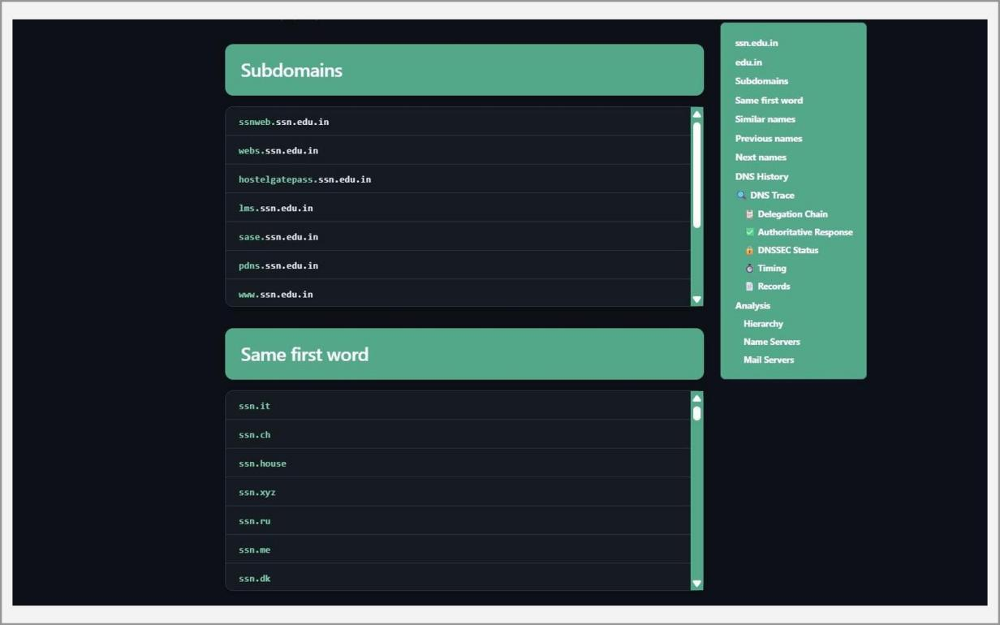 Subdomains
ssnweb.ssn.edu.in
webs.ssn.edu.in
hostelgatepass.ssn.edu.in
lms.ssn.edu.in
sase.ssn.edu.in
pdns.ssn.edu.in
www.ssn.edu.in
Same first word
ssn.it
ssn.ch
ssn.house
ssn.xyz
ssn.ru
ssn.me
ssn.dk
ssn.edu.in
edu.in
Subdomains
Same first word
Similar names
Previous names
Next names
DNS History
DNS Trace
Delegation Chain
Authoritative Response
DNSSEC Status
Timing
Records
Analysis
Hierarchy
Name Servers
Mail Servers